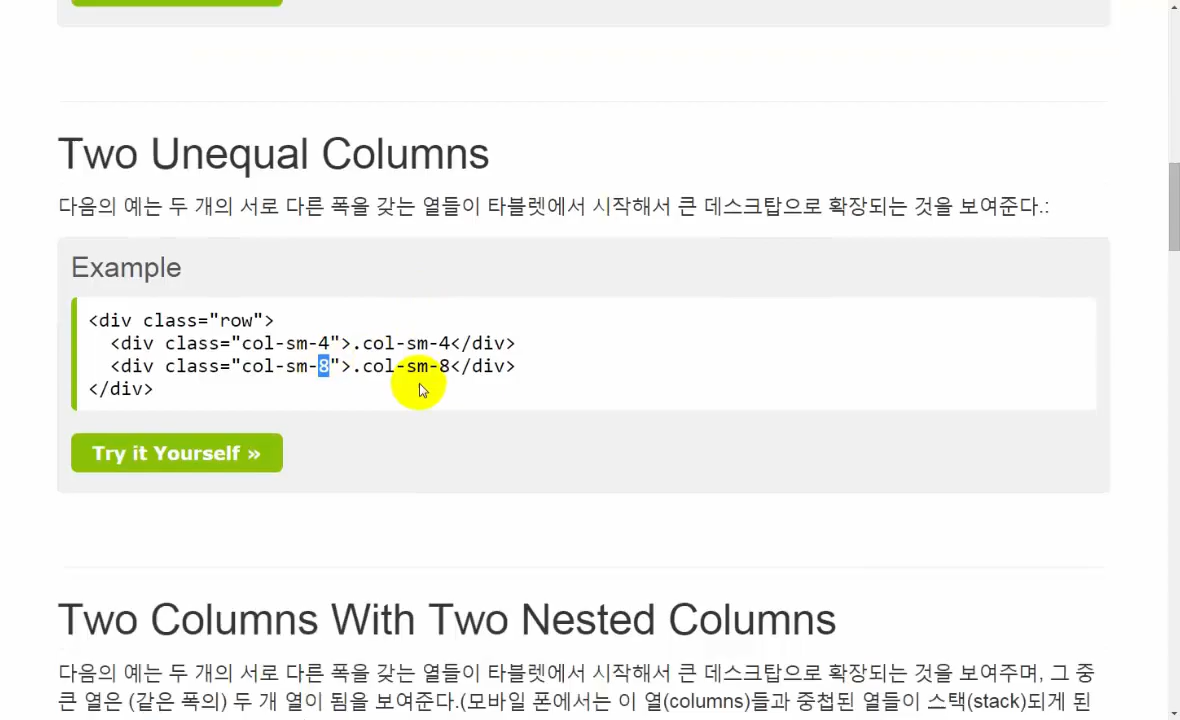 Two Unequal Columns
다음의 예는 두 개의 서로 다른 폭을 갖는 열들이 타블렛에서 시작해서 큰 데스크탑으로 확장되는 것을 보여준다.:
Example
<div class="row">
  <div class="col-sm-4">.col-sm-4</div>
  <div class="col-sm-8">.col-sm-8</div>
</div>
Try it Yourself »
Two Columns With Two Nested Columns
다음의 예는 두 개의 서로 다른 폭을 갖는 열들이 타블렛에서 시작해서 큰 데스크탑으로 확장되는 것을 보여주며, 그 중
큰 열은 (같은 폭의) 두 개 열이 됨을 보여준다.(모바일 폰에서는 이 열(columns)들과 중첩된 열들이 스택(stack)되게 된